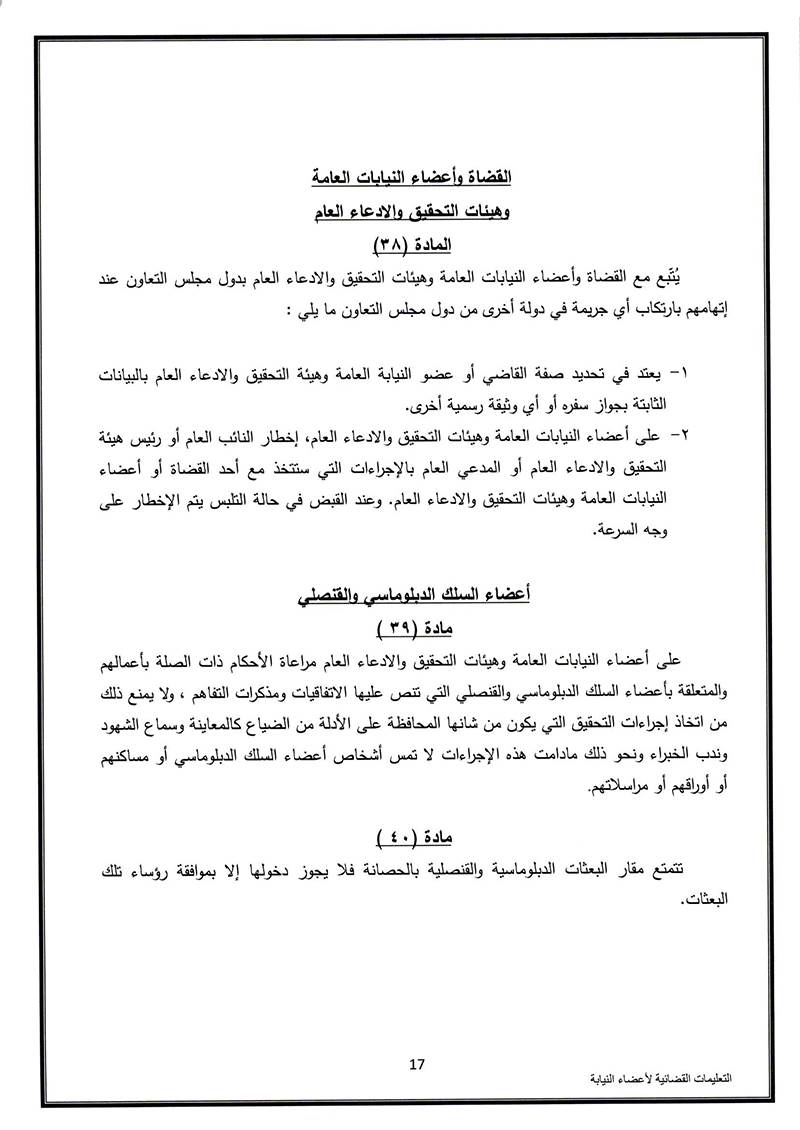 القضاة وأعضاء النيابات العامة
وهيئات التحقيق والادعاء العام
المادة (٣٨)
يُتّبع مع القضاة وأعضاء النيابات العامة وهيئات التحقيق والادعاء العام بدول مجلس التعاون عند
إتهامهم بارتكاب أي جريمة في دولة أخرى من دول مجلس التعاون ما يلي :
١- يعتد في تحديد صفة القاضي أو عضو النيابة العامة وهيئة التحقيق والادعاء العام بالبيانات
الثابتة بجواز سفره أو أي وثيقة رسمية أخرى.
٢- على أعضاء النيابات العامة وهيئات التحقيق والادعاء العام، إخطار النائب العام أو رئيس هيئة
التحقيق والادعاء العام أو المدعي العام بالإجراءات التي ستتخذ مع أحد القضاة أو أعضاء
النيابات العامة وهيئات التحقيق والادعاء العام. وعند القبض في حالة التلبس يتم الإخطار على
وجه السرعة.
أعضاء السلك الدبلوماسي والقنصلي
مادة (٣٩ )
على أعضاء النيابات العامة وهيئات التحقيق والادعاء العام مراعاة الأحكام ذات الصلة بأعمالهم
والمتعلقة بأعضاء السلك الدبلوماسي والقنصلي التي تنص عليها الاتفاقيات ومذكرات التفاهم ، ولا يمنع ذلك
من اتخاذ إجراءات التحقيق التي يكون من شانها المحافظة على الأدلة من الضياع كالمعاينة وسماع الشهود
وندب الخبراء ونحو ذلك مادامت هذه الإجراءات لا تمس أشخاص أعضاء السلك الدبلوماسي أو مساكنهم
أو أوراقهم أو مراسلاتهم.
مادة (٤٠ )
تتمتع مقار البعثات الدبلوماسية والقنصلية بالحصانة فلا يجوز دخولها إلا بموافقة رؤساء تلك
البعثات.
17
التعليمات القضائية لأعضاء النيابة